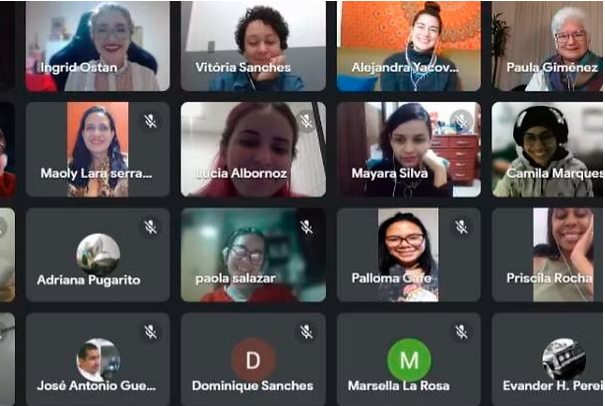 Ingrid Ostan
Vitória Sanches
Alejandra Yacov...
Paula Giménez
Maoly Lara serra...
Lucia Albornoz
Mayara Silva
Camila Marques
Adriana Pugarito
paola salazar
Palloma Cafe
Priscila Rocha
José Antonio Gue...
D
Dominique Sanches
M
Marsella La Rosa
Evander H. Perei